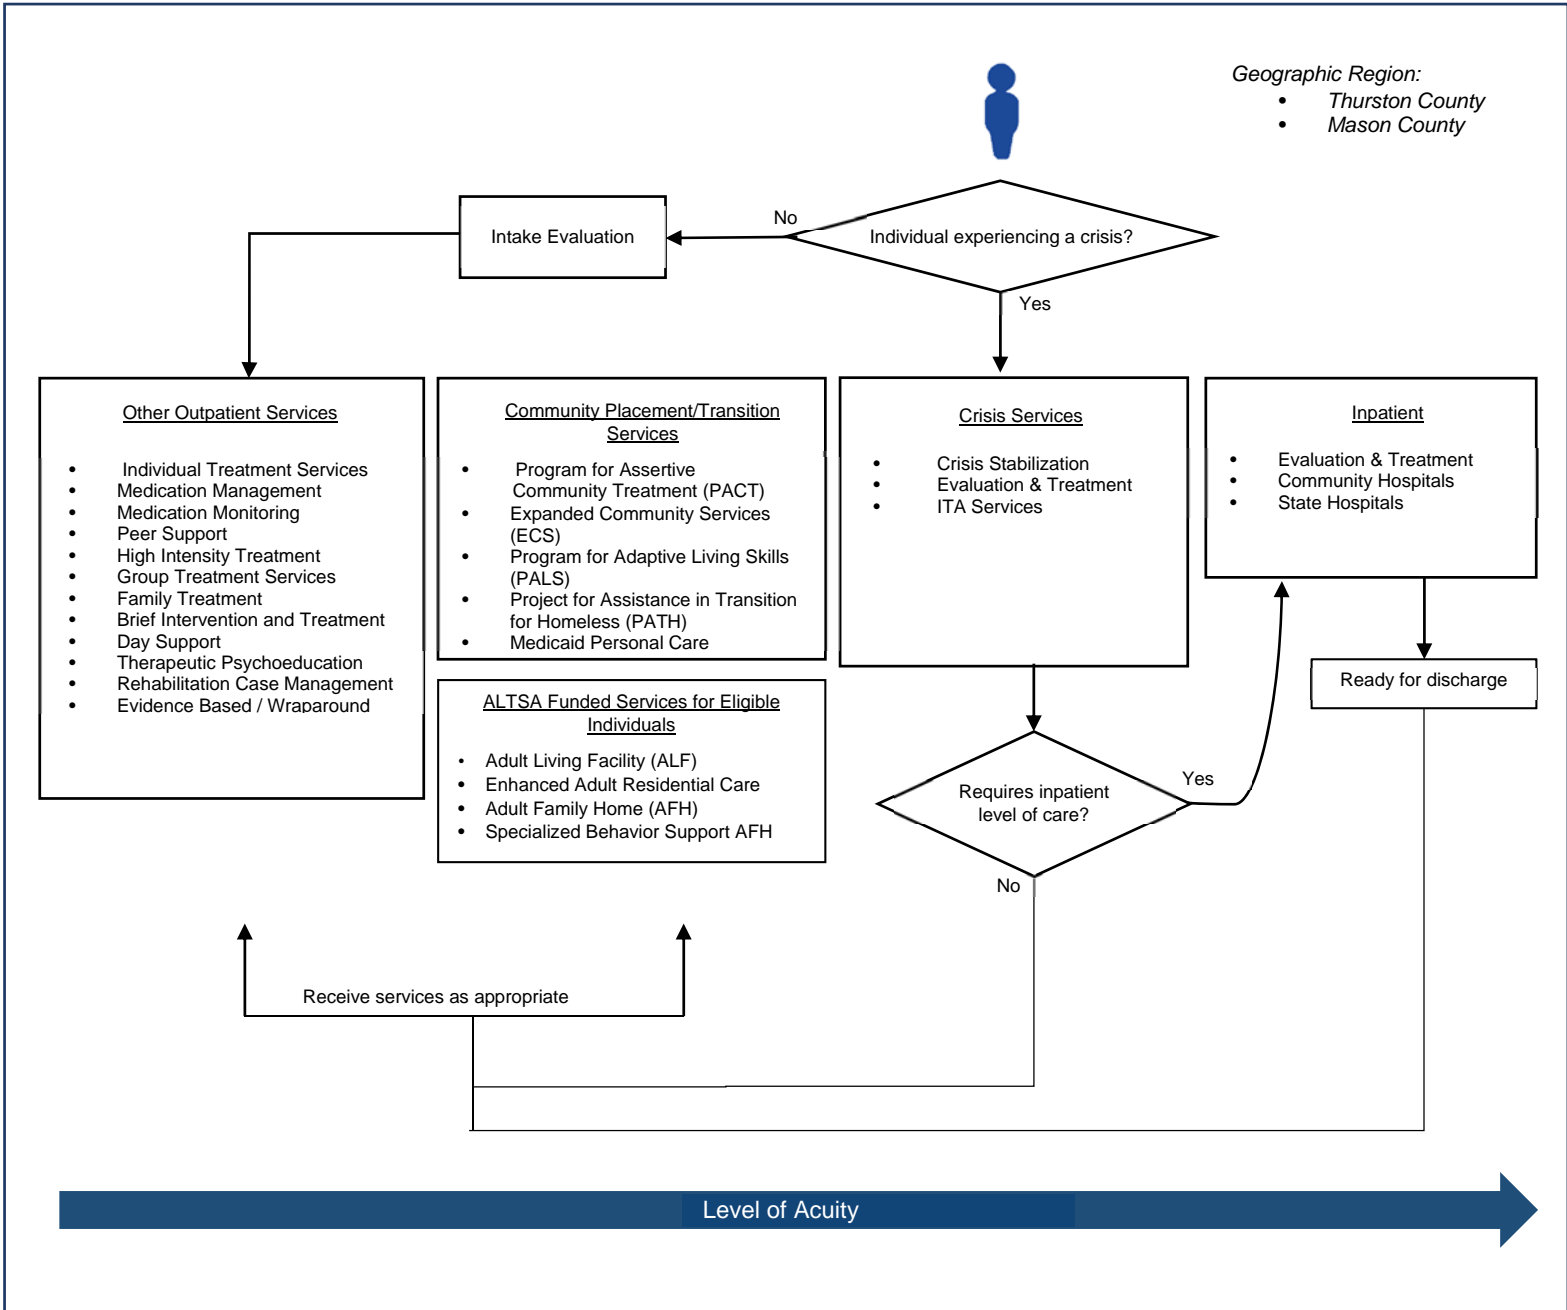 Geographic Region:
• Thurston County
• Mason County
Individual experiencing a crisis?
No
Yes
Intake Evaluation
Other Outpatient Services
• Individual Treatment Services
• Medication Management
• Medication Monitoring
• Peer Support
• High Intensity Treatment
• Group Treatment Services
• Family Treatment
• Brief Intervention and Treatment
• Day Support
• Therapeutic Psychoeducation
• Rehabilitation Case Management
• Evidence Based / Wraparound
Community Placement/Transition
Services
• Program for Assertive
Community Treatment (PACT)
• Expanded Community Services
(ECS)
• Program for Adaptive Living Skills
(PALS)
• Project for Assistance in Transition
for Homeless (PATH)
• Medicaid Personal Care
ALTSA Funded Services for Eligible
Individuals
• Adult Living Facility (ALF)
• Enhanced Adult Residential Care
• Adult Family Home (AFH)
• Specialized Behavior Support AFH
Crisis Services
• Crisis Stabilization
• Evaluation & Treatment
• ITA Services
Inpatient
• Evaluation & Treatment
• Community Hospitals
• State Hospitals
Ready for discharge
Requires inpatient
level of care?
Yes
No
Receive services as appropriate
Level of Acuity